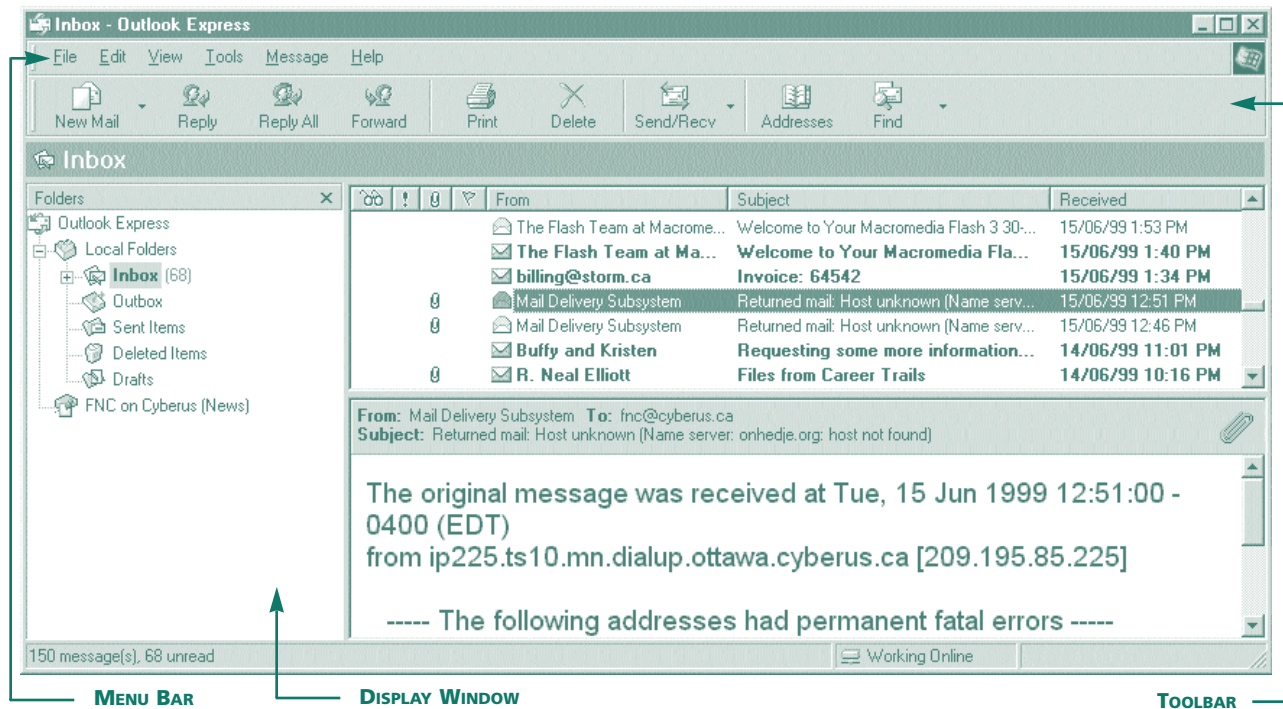 Inbox - Outlook Express
File Edit View Tools Message Help
New Mail Reply Reply All Forward Print Delete Send/Recv Addresses Find
Inbox
Folders
Outlook Express
Local Folders
Inbox (68)
Outbox
Sent Items
Deleted Items
Drafts
FNC on Cyberus (News)
! From Subject Received
The Flash Team at Macrome... Welcome to Your Macromedia Flash 3 30-... 15/06/99 1:53 PM
The Flash Team at Ma... Welcome to Your Macromedia Fla... 15/06/99 1:40 PM
billing@storm.ca Invoice: 64542 15/06/99 1:34 PM
Mail Delivery Subsystem Returned mail: Host unknown (Name serv... 15/06/99 12:51 PM
Mail Delivery Subsystem Returned mail: Host unknown (Name serv... 15/06/99 12:46 PM
Buffy and Kristen Requesting some more information... 14/06/99 11:01 PM
R. Neal Elliott Files from Career Trails 14/06/99 10:16 PM
From: Mail Delivery Subsystem To: fnc@cyberus.ca
Subject: Returned mail: Host unknown (Name server: onhedje.org: host not found)
The original message was received at Tue, 15 Jun 1999 12:51:00 -
0400 (EDT)
from ip225.ts10.mn.dialup.ottawa.cyberus.ca [209.195.85.225]
----- The following addresses had permanent fatal errors -----
150 message(s), 68 unread
Working Online
MENU BAR
DISPLAY WINDOW
TOOLBAR